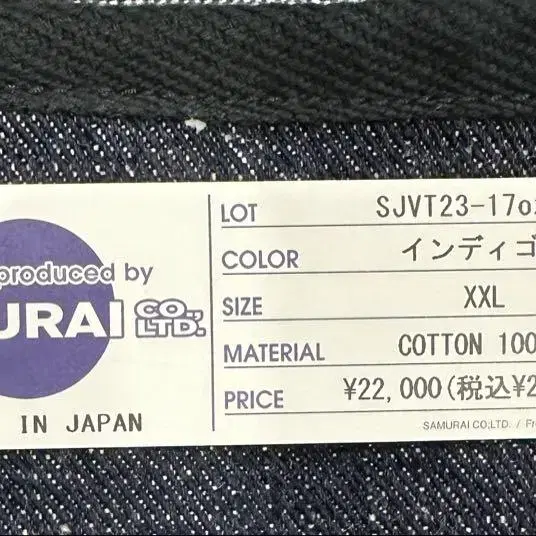 produced by
URAI CO.,
LTD.
IN JAPAN
LOT SJVT23-17o
COLOR インディゴ
SIZE XXL
MATERIAL COTTON 100
PRICE ¥22,000(税込¥2
SAMURAI CO;LTD. / Fr